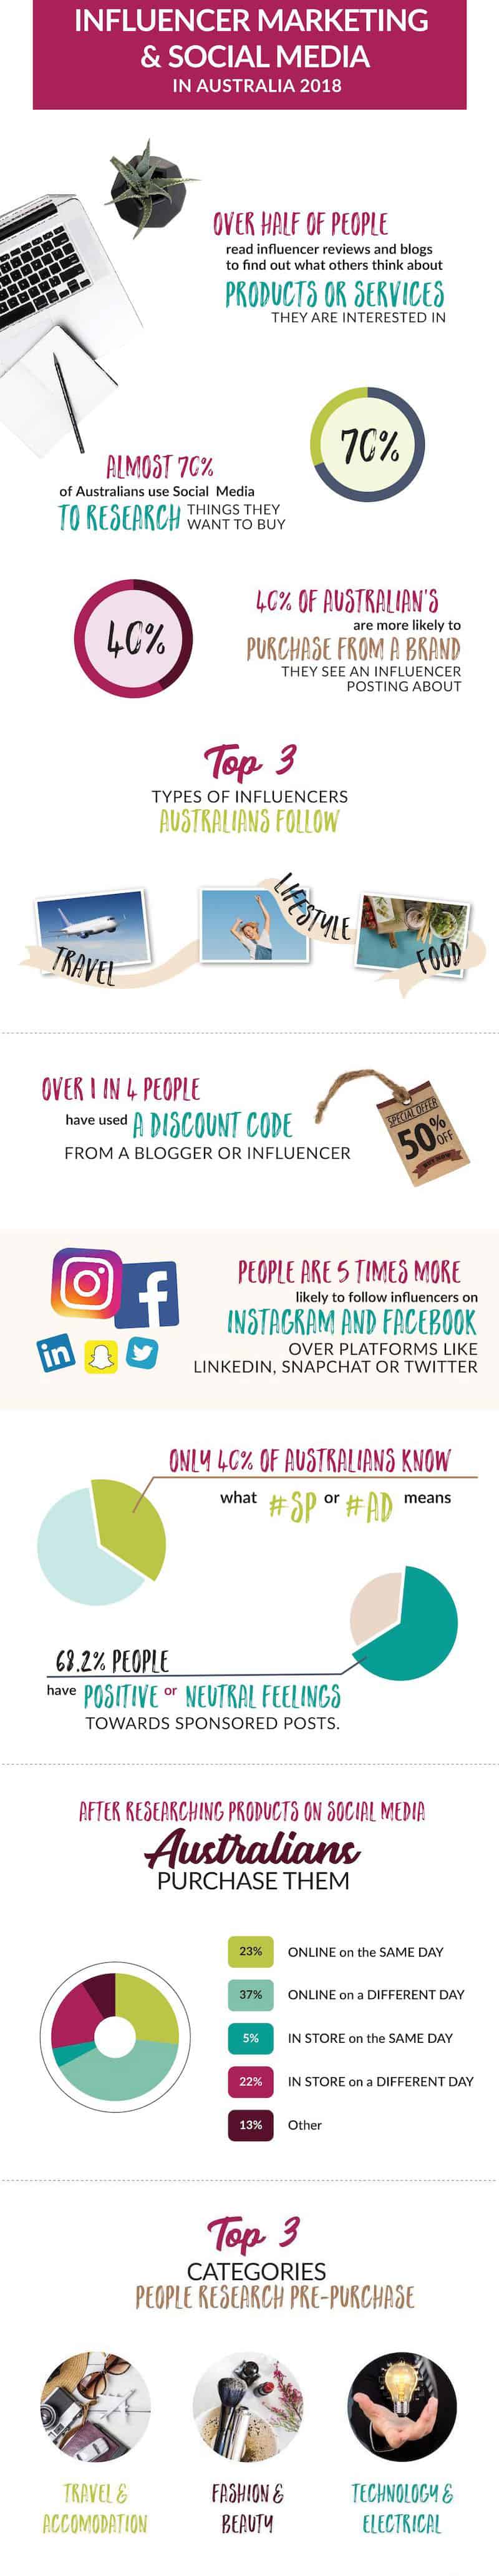 INFLUENCER MARKETING
& SOCIAL MEDIA
IN AUSTRALIA 2018
OVER HALF OF PEOPLE
read influencer reviews and blogs
to find out what others think about
PRODUCTS OR SERVICES
THEY ARE INTERESTED IN
70%
ALMOST 70%
of Australians use Social Media
TO RESEARCH THINGS THEY
WANT TO BUY
40%
40% OF AUSTRALIAN'S
are more likely to
PURCHASE FROM A BRAND
THEY SEE AN INFLUENCER
POSTING ABOUT
Top 3
TYPES OF INFLUENCERS
AUSTRALIANS FOLLOW
TRAVEL
LIFESTYLE
FOOD
OVER 1 IN 4 PEOPLE
have used A DISCOUNT CODE
FROM A BLOGGER OR INFLUENCER
SPECIAL OFFER
50% OFF
PEOPLE ARE 5 TIMES MORE
likely to follow influencers on
INSTAGRAM AND FACEBOOK
OVER PLATFORMS LIKE
LINKEDIN, SNAPCHAT OR TWITTER
f
in
ONLY 40% OF AUSTRALIANS KNOW
what #SP or #AD means
68.2% PEOPLE
have POSITIVE or NEUTRAL FEELINGS
TOWARDS SPONSORED POSTS.
AFTER RESEARCHING PRODUCTS ON SOCIAL MEDIA
Australians
PURCHASE THEM
23% ONLINE on the SAME DAY
37% ONLINE on a DIFFERENT DAY
5% IN STORE on the SAME DAY
22% IN STORE on a DIFFERENT DAY
13% Other
Top 3
CATEGORIES
PEOPLE RESEARCH PRE-PURCHASE
TRAVEL &
ACCOMODATION
FASHION &
BEAUTY
TECHNOLOGY &
ELECTRICAL